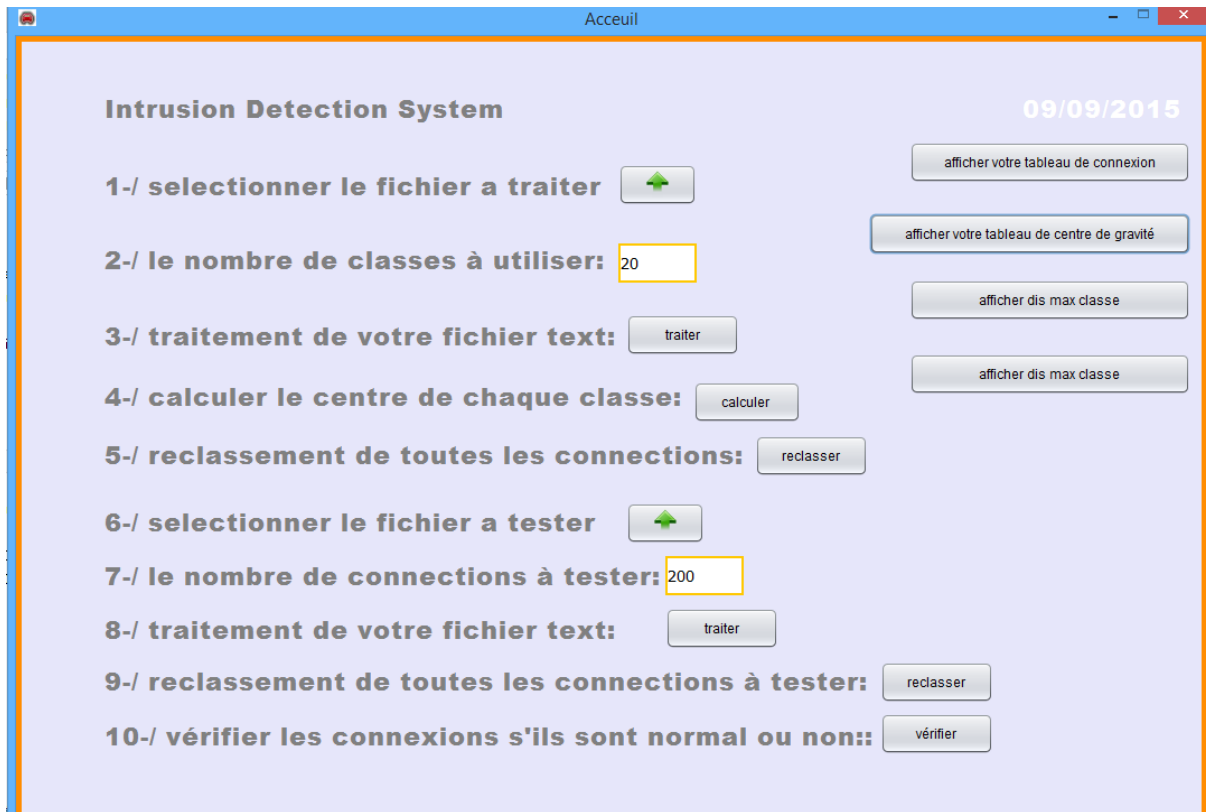 Acceuil
Intrusion Detection System
09/09/2015
afficher votre tableau de connexion
1-/ selectionner le fichier a traiter
afficher votre tableau de centre de gravité
2-/ le nombre de classes à utiliser: 20
afficher dis max classe
3-/ traitement de votre fichier text: traiter
afficher dis max classe
4-/ calculer le centre de chaque classe: calculer
5-/ reclassement de toutes les connections: reclasser
6-/ selectionner le fichier a tester
7-/ le nombre de connections à tester: 200
8-/ traitement de votre fichier text: traiter
9-/ reclassement de toutes les connections à tester: reclasser
10-/ vérifier les connexions s'ils sont normal ou non:: vérifier